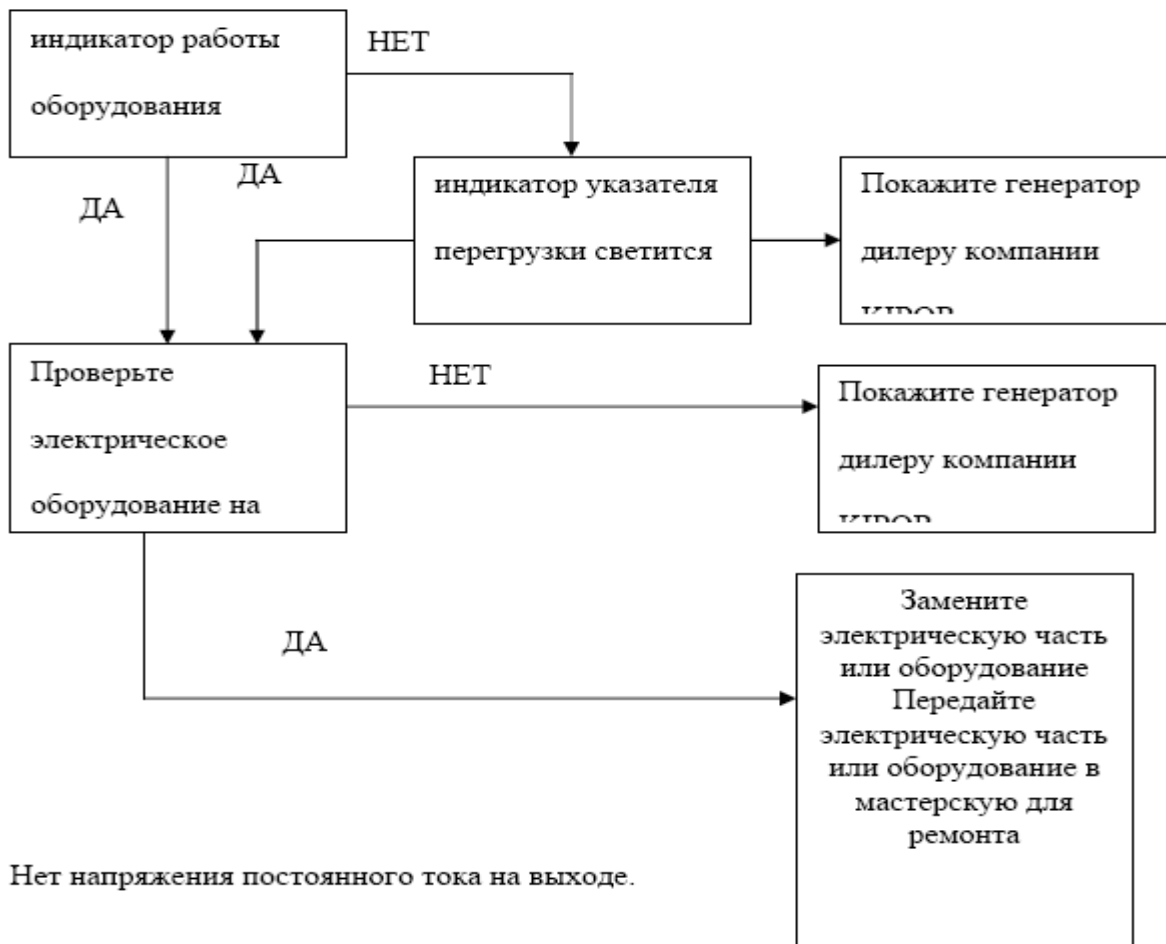 индикатор работы
оборудования
НЕТ
ДА
ДА
индикатор указателя
перегрузки светится
Покажите генератор
дилеру компании
Проверьте
электрическое
оборудование на
НЕТ
Покажите генератор
дилеру компании
ДА
Замените
электрическую часть
или оборудование
Передайте
электрическую часть
или оборудование в
мастерскую для
ремонта
Нет напряжения постоянного тока на выходе.